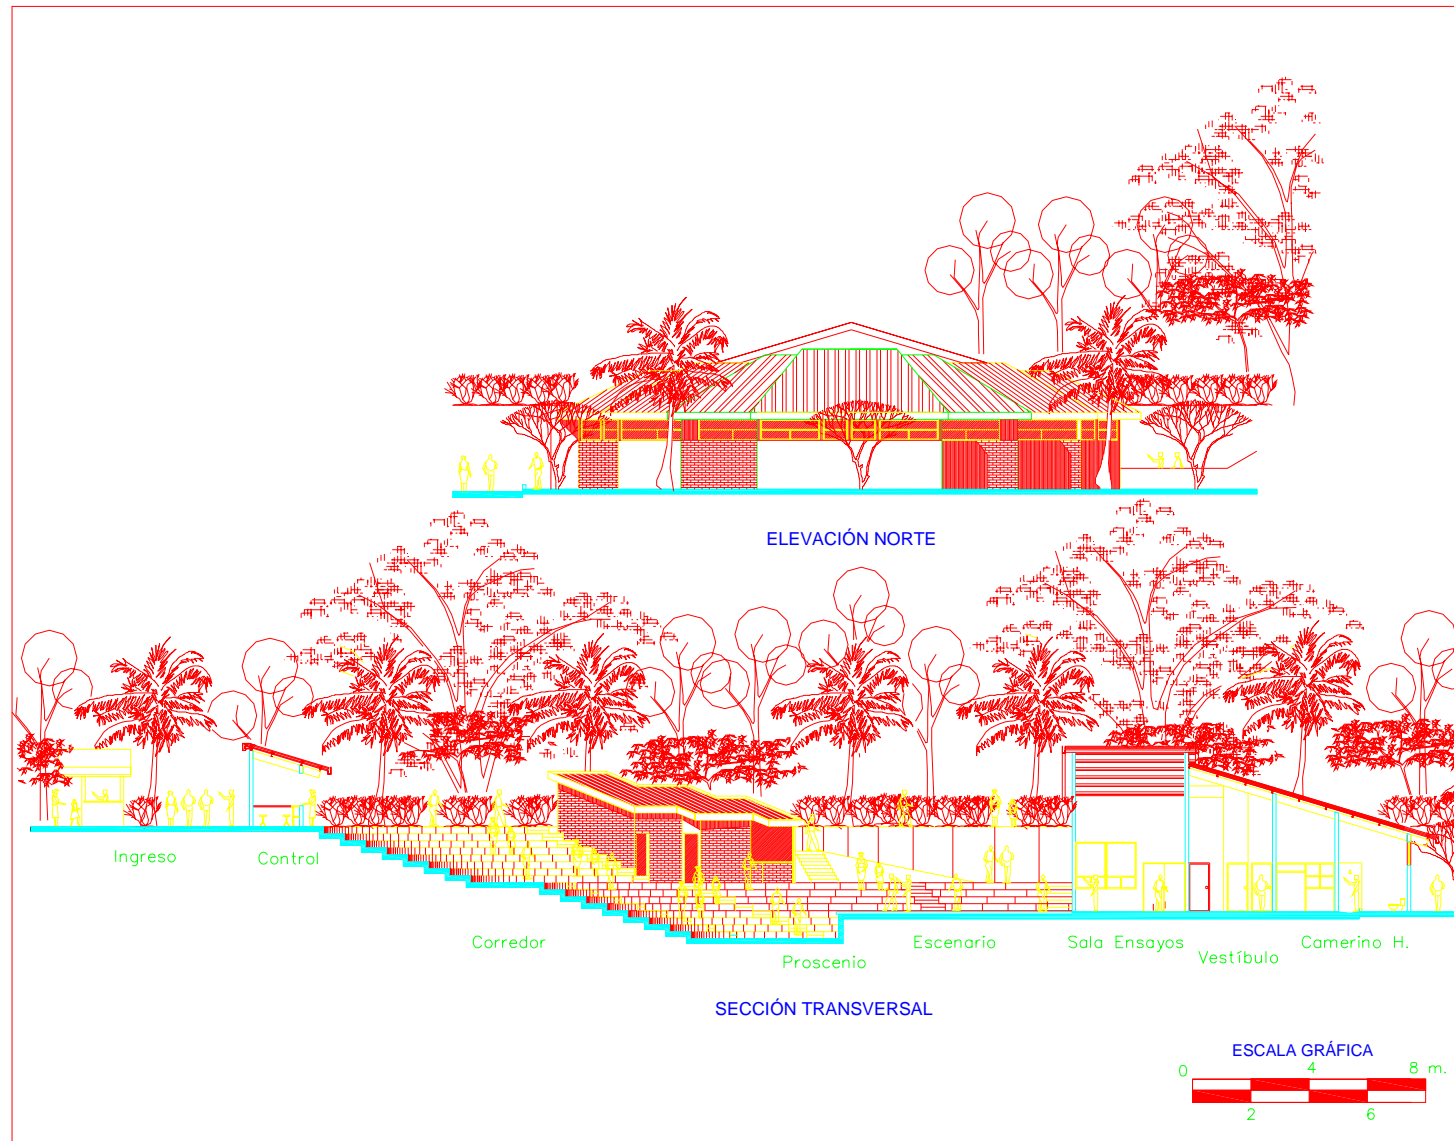 ELEVACIÓN NORTE
Ingreso
Control
Corredor
Proscenio
Escenario
Sala Ensayos
Vestíbulo
Camerino H.
SECCIÓN TRANSVERSAL
ESCALA GRÁFICA
0 4 8 m.
2 6